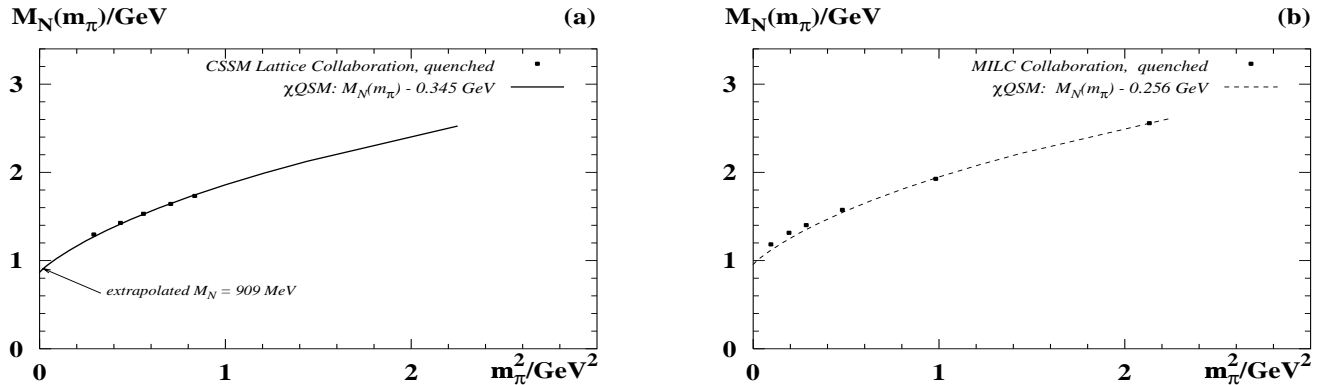 M_N(m_π)/GeV (a)
3
2
1
0
CSSM Lattice Collaboration, quenched
χQSM: M_N(m_π) - 0.345 GeV
extrapolated M_N = 909 MeV
0 1 2 m_π^2/GeV^2
M_N(m_π)/GeV (b)
3
2
1
0
MILC Collaboration, quenched
χQSM: M_N(m_π) - 0.256 GeV
0 1 2 m_π^2/GeV^2